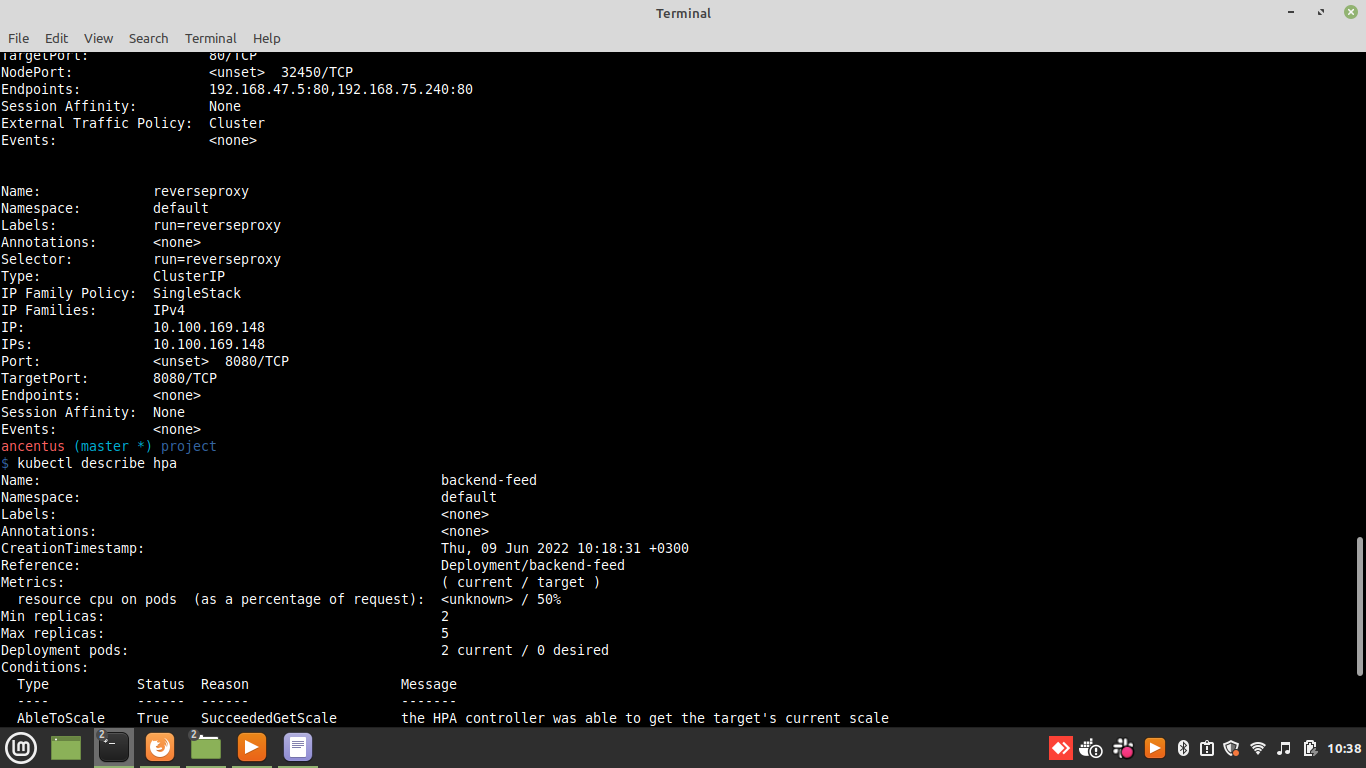 Terminal
File Edit View Search Terminal Help
TargetPort: 80/TCP
NodePort: <unset> 32450/TCP
Endpoints: 192.168.47.5:80,192.168.75.240:80
Session Affinity: None
External Traffic Policy: Cluster
Events: <none>
Name: reverseproxy
Namespace: default
Labels: run=reverseproxy
Annotations: <none>
Selector: run=reverseproxy
Type: ClusterIP
IP Family Policy: SingleStack
IP Families: IPv4
IP: 10.100.169.148
IPs: 10.100.169.148
Port: <unset> 8080/TCP
TargetPort: 8080/TCP
Endpoints: <none>
Session Affinity: None
Events: <none>
ancentus (master *) project
$ kubectl describe hpa
Name: backend-feed
Namespace: default
Labels: <none>
Annotations: <none>
CreationTimestamp: Thu, 09 Jun 2022 10:18:31 +0300
Reference: Deployment/backend-feed
Metrics: ( current / target )
resource cpu on pods (as a percentage of request): <unknown> / 50%
Min replicas: 2
Max replicas: 5
Deployment pods: 2 current / 0 desired
Conditions:
Type Status Reason Message
---- ------ ------ -------
AbleToScale True SucceededGetScale the HPA controller was able to get the target's current scale
2 2 10:38